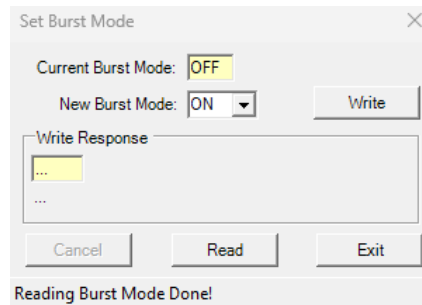 Set Burst Mode
Current Burst Mode: OFF
New Burst Mode: ON
Write
Write Response
...
...
Cancel
Read
Exit
Reading Burst Mode Done!